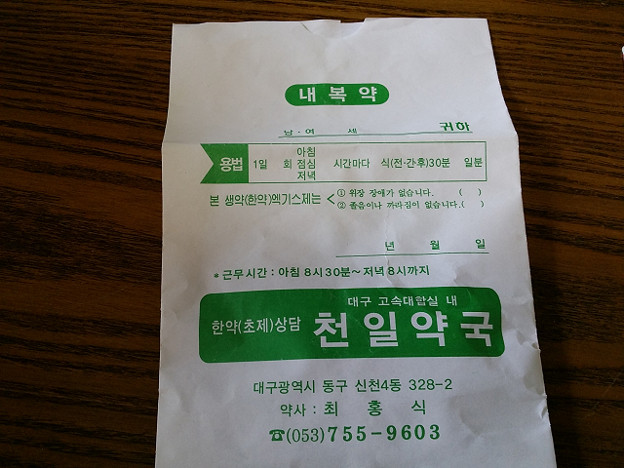 내복약
남·여 세 귀하
용법 1일 회 아침 점심 저녁 시간마다 식(전·간후)30분 일분
본 생약(한약)엑기스제는 < ① 위장 장애가 없습니다. ( )
② 졸음이나 까라짐이 없습니다.( )
년 월 일
*근무시간 : 아침 8시30분~저녁 8시까지
대구 고속대합실 내
한약(초제)상담 천일약국
대구광역시 동구 신천4동 328-2
약사 : 최홍식
☎(053)755-9603